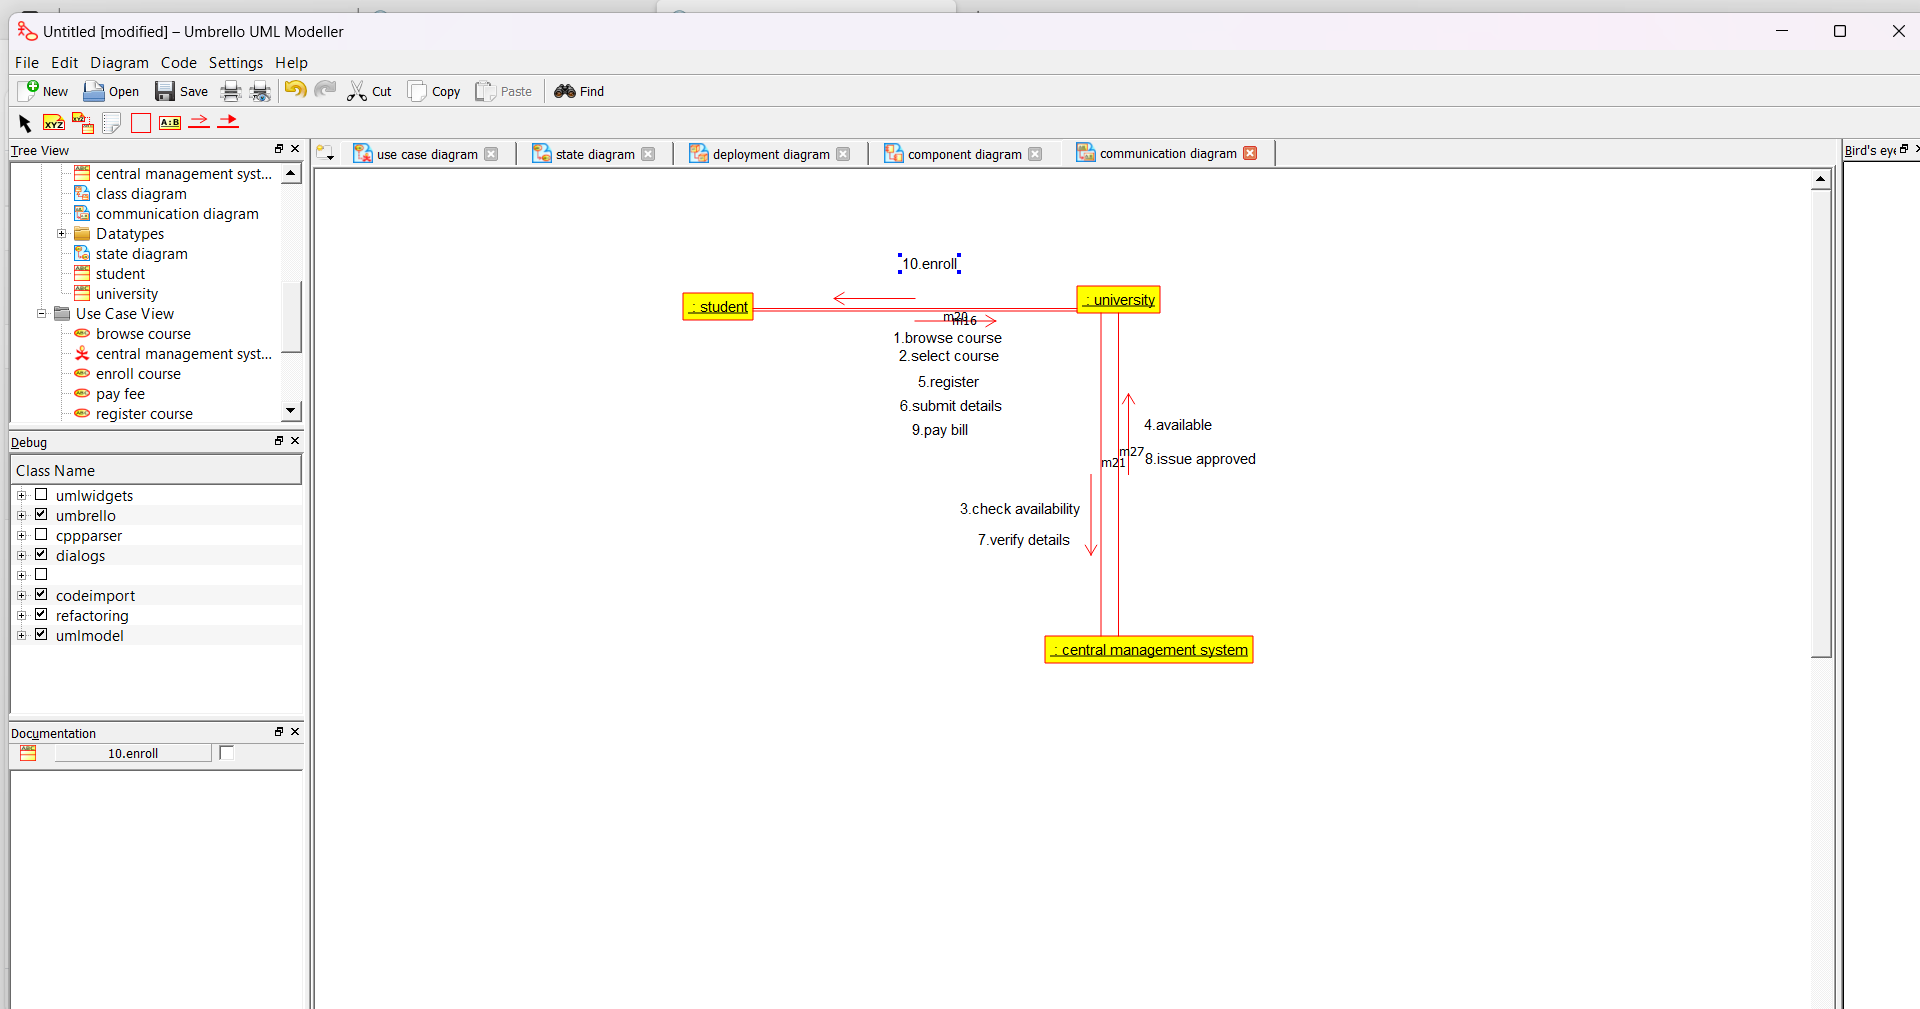 Untitled [modified] – Umbrello UML Modeller
File Edit Diagram Code Settings Help
New Open Save Cut Copy Paste Find
XYZ XYZ A:B
Tree View
use case diagram state diagram deployment diagram component diagram communication diagram
Bird's eye
central management syst...
class diagram
communication diagram
Datatypes
state diagram
student
university
Use Case View
browse course
central management syst...
enroll course
pay fee
register course
Debug
Class Name
umlwidgets
umbrello
cppparser
dialogs
codeimport
refactoring
umlmodel
Documentation
10.enroll
10.enroll
: student
: university
m20
m16
1.browse course
2.select course
5.register
6.submit details
9.pay bill
4.available
m27
m21
8.issue approved
3.check availability
7.verify details
: central management system